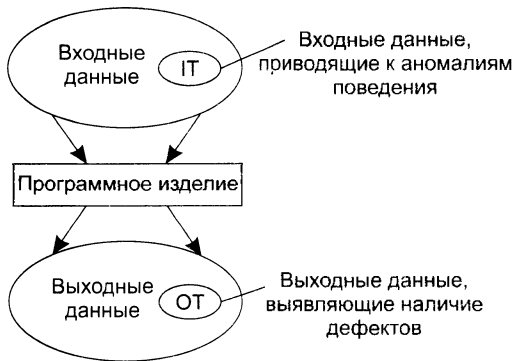 Входные
данные
IT
Входные данные,
приводящие к аномалиям
поведения
Программное изделие
Выходные
данные
OT
Выходные данные,
выявляющие наличие
дефектов